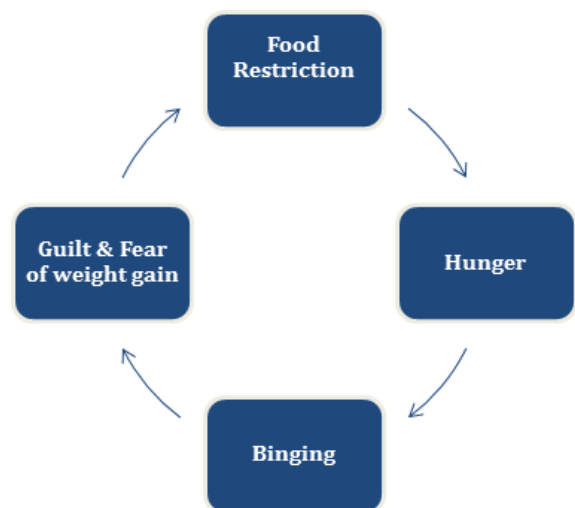 Food
Restriction
Hunger
Binging
Guilt & Fear
of weight gain